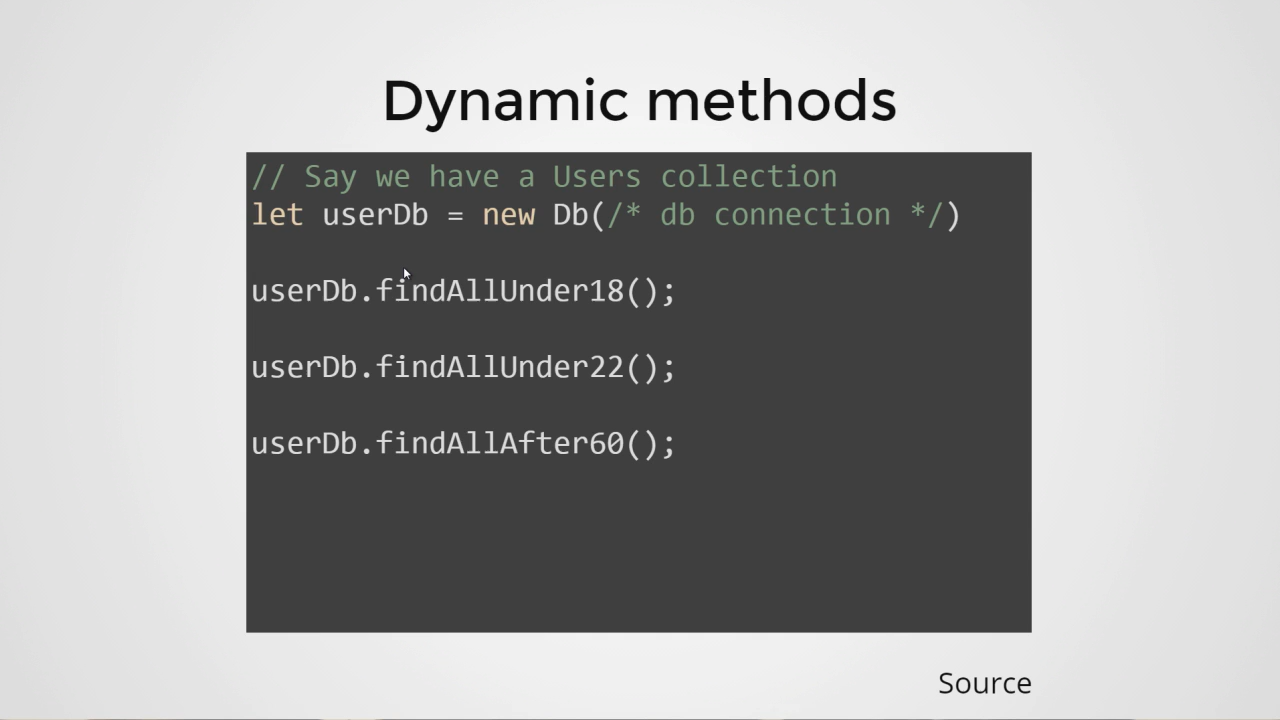 Dynamic methods
// Say we have a Users collection
let userDb = new Db(/* db connection */)
userDb.findAllUnder18();
userDb.findAllUnder22();
userDb.findAllAfter60();
Source